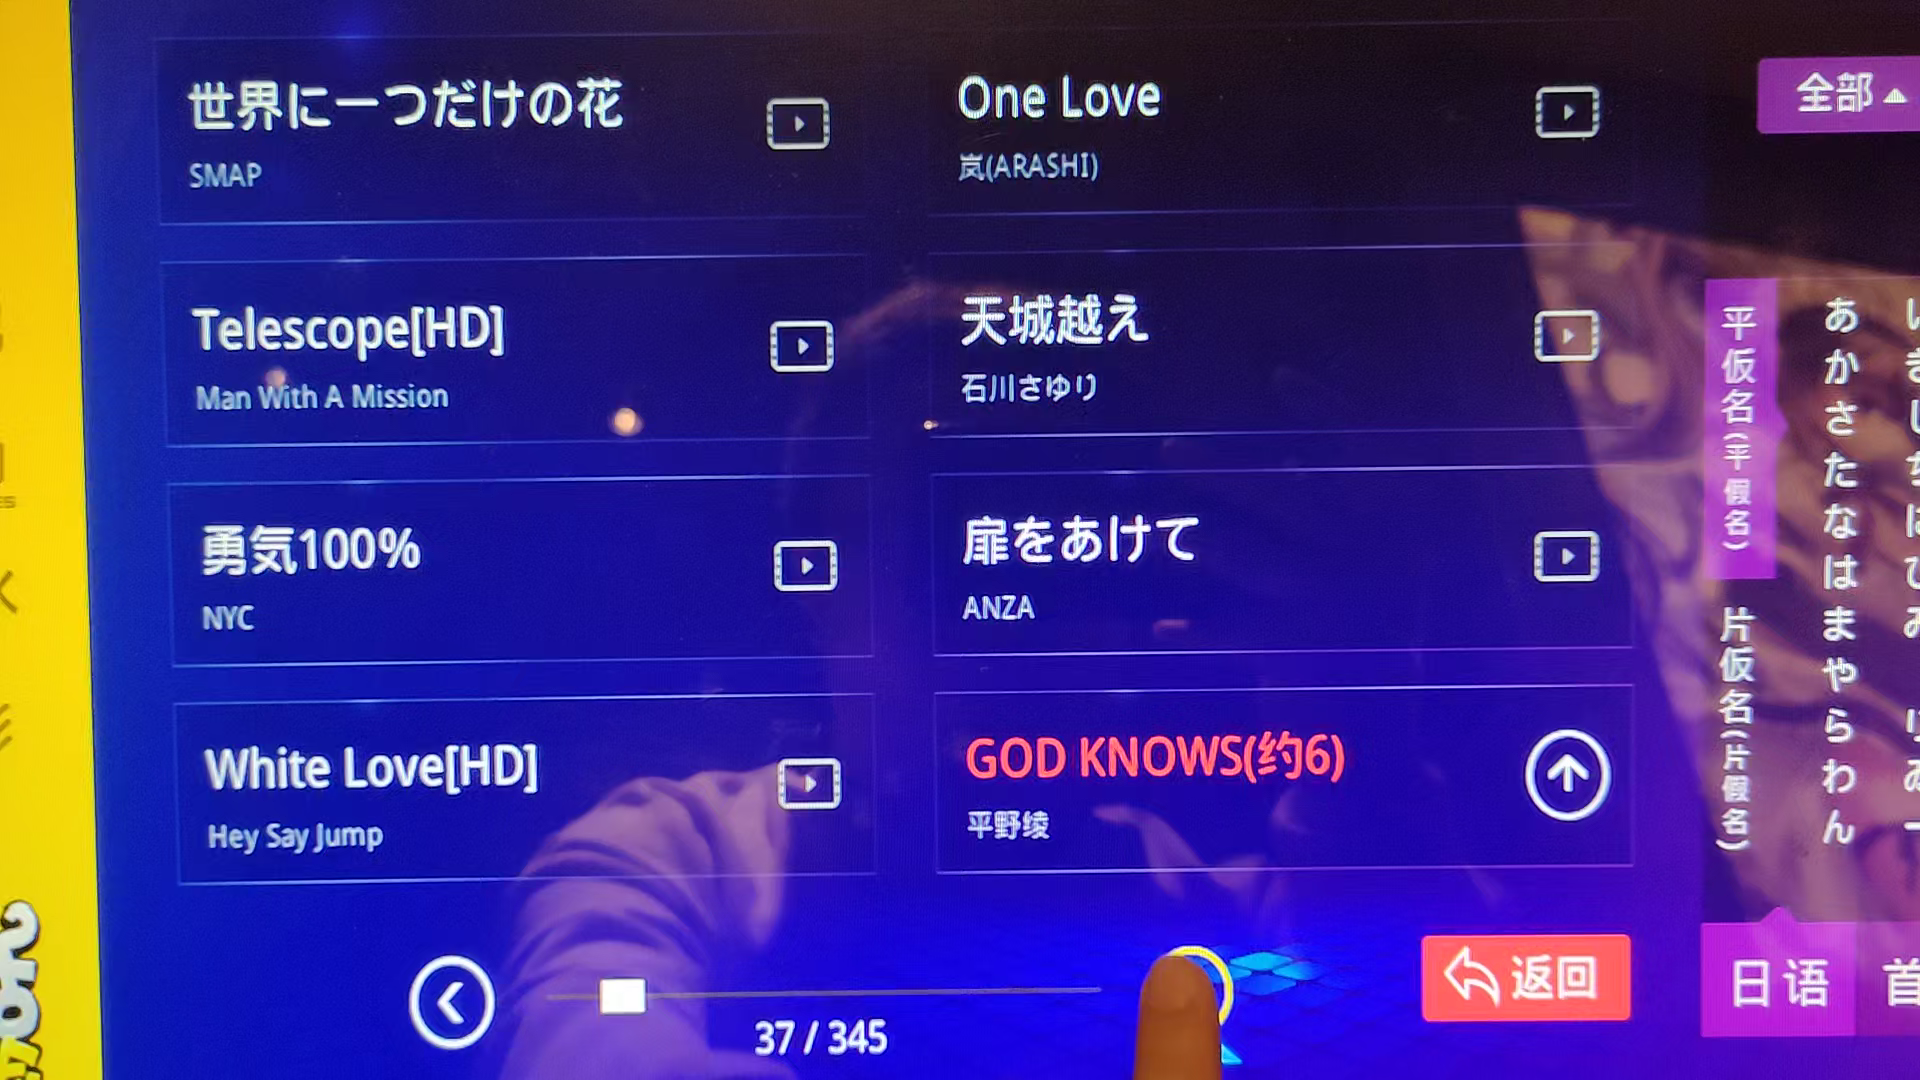 世界に一つだけの花
SMAP
One Love
岚(ARASHI)
Telescope[HD]
Man With A Mission
天城越え
石川さゆり
勇気100%
NYC
扉をあけて
ANZA
White Love[HD]
Hey Say Jump
GOD KNOWS(约6)
平野绫
37 / 345
返回
全部
平仮名(平假名)
片仮名(片假名)
あかさたなはまやらわん
日语